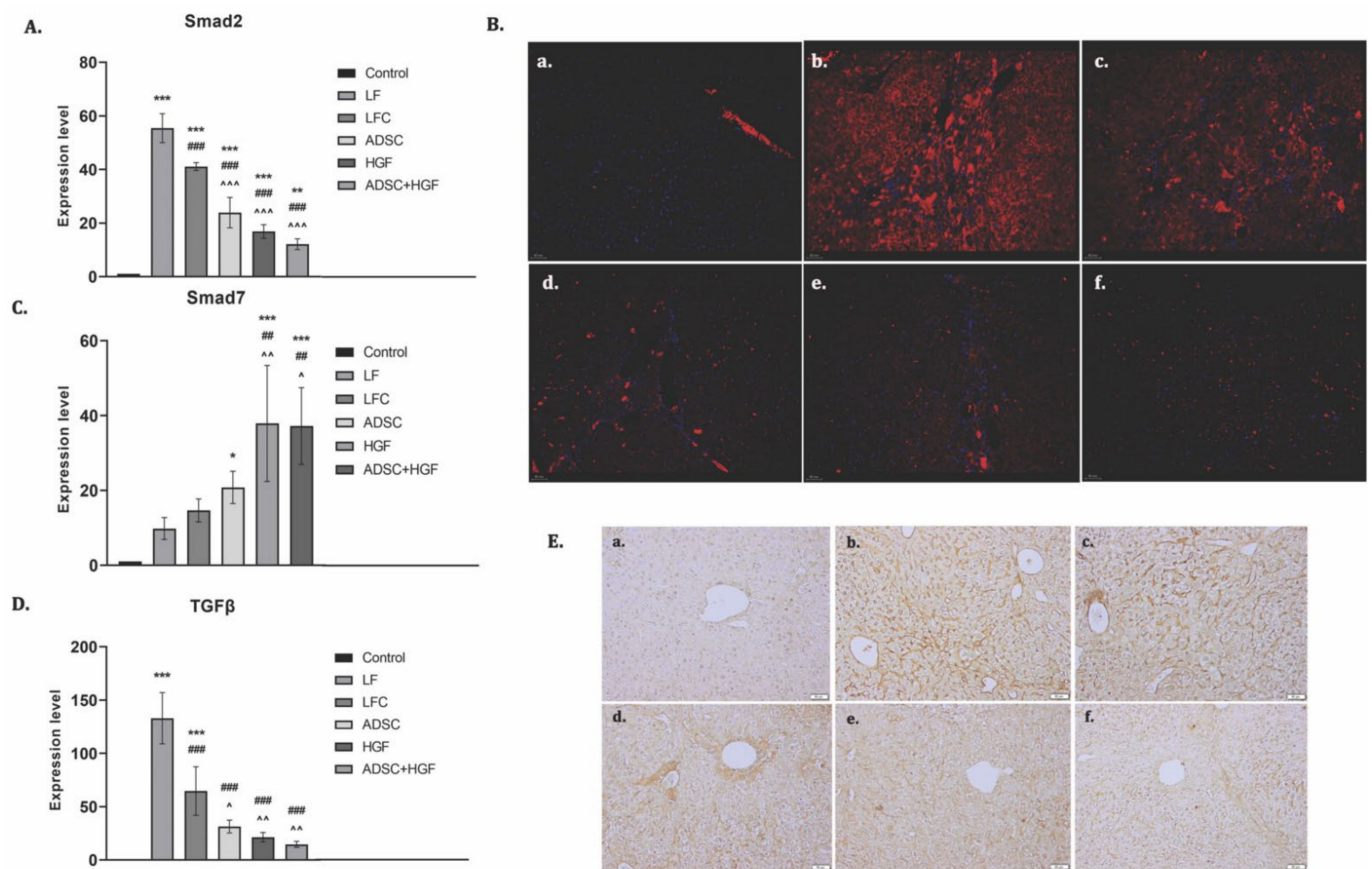 A.
Smad2
Expression level
80
60
40
20
0
***
***
###
***
###
^^^
***
###
^^^
**
###
^^^
Control
LF
LFC
ADSC
HGF
ADSC+HGF
B.
a.
b.
c.
d.
e.
f.
C.
Smad7
Expression level
60
40
20
0
*
***
##
^^
***
##
^
Control
LF
LFC
ADSC
HGF
ADSC+HGF
D.
TGFβ
Expression level
200
150
100
50
0
***
***
###
###
^
###
^^
###
^^
Control
LF
LFC
ADSC
HGF
ADSC+HGF
E.
a.
b.
c.
d.
e.
f.